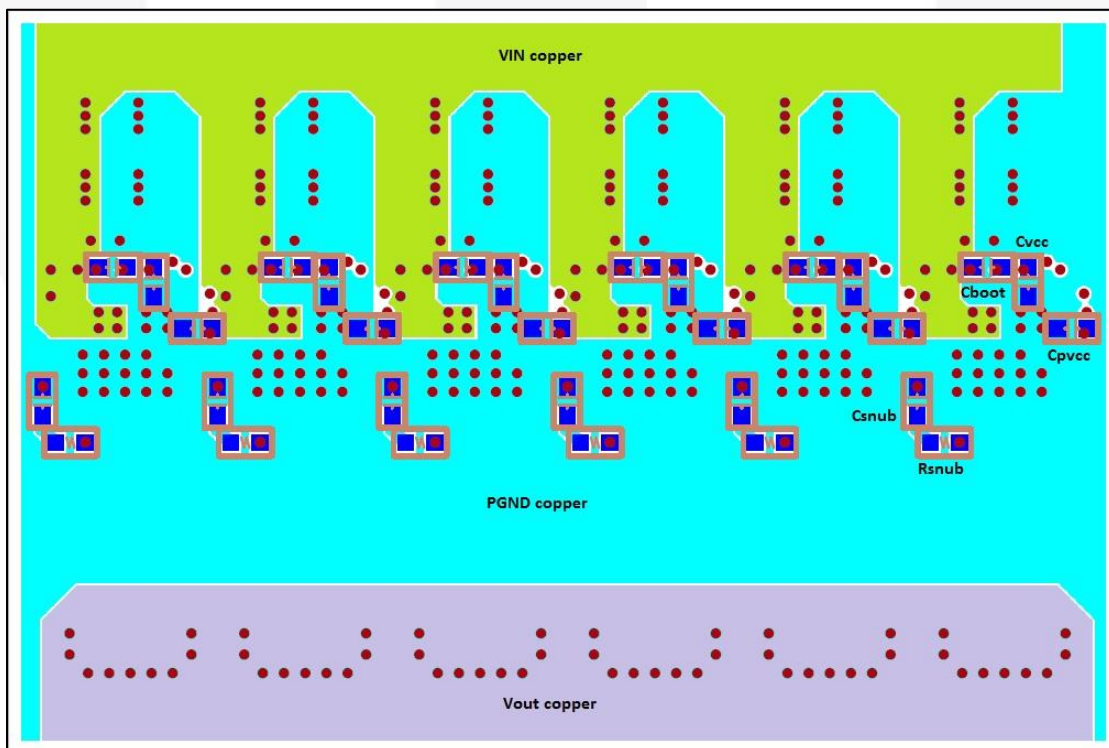 VIN copper
Cvcc
Cboot
Cpvcc
Csnub
Rsnub
PGND copper
Vout copper